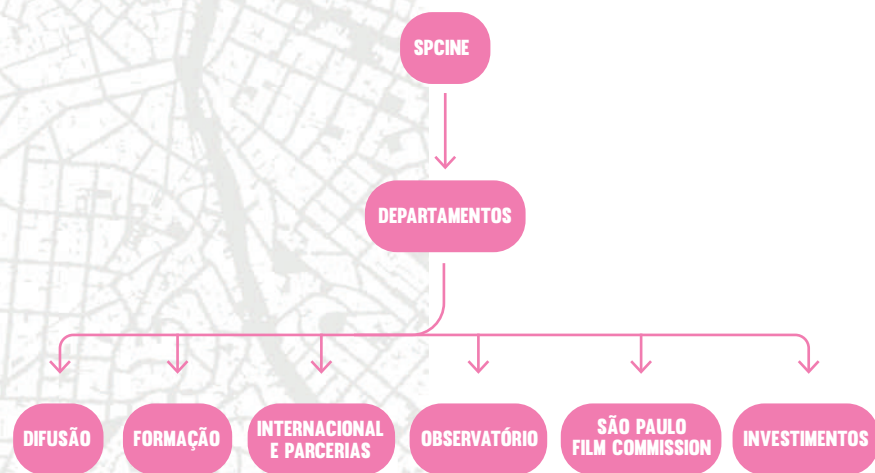 SPCINE
DEPARTAMENTOS
DIFUSÃO
FORMAÇÃO
INTERNACIONAL
E PARCERIAS
OBSERVATÓRIO
SÃO PAULO
FILM COMMISSION
INVESTIMENTOS